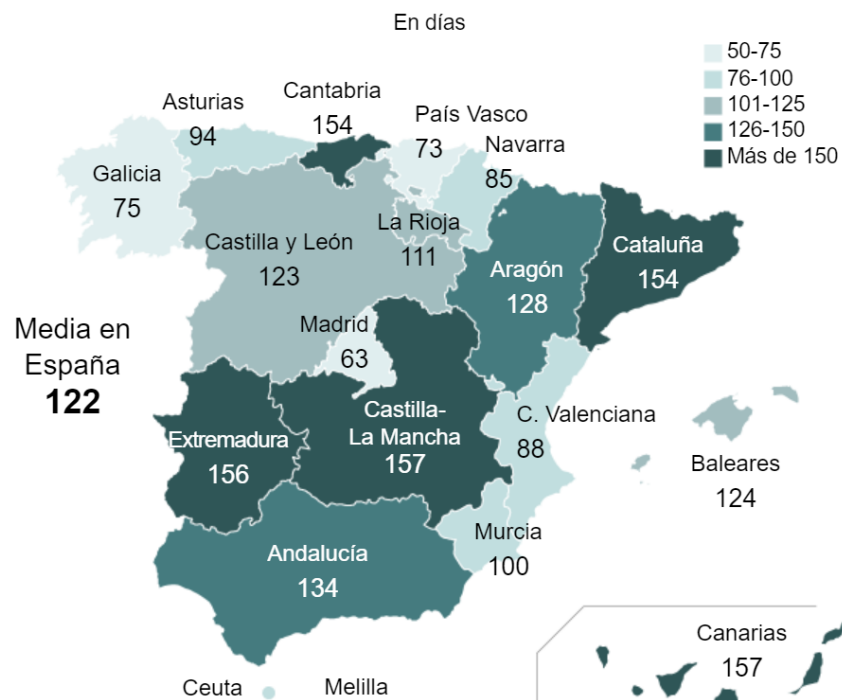 En días
50-75
76-100
101-125
126-150
Más de 150
Asturias
94
Cantabria
154
País Vasco
73
Navarra
85
Galicia
75
La Rioja
111
Castilla y León
123
Aragón
128
Cataluña
154
Media en
España
122
Madrid
63
Castilla-
La Mancha
157
C. Valenciana
88
Extremadura
156
Baleares
124
Murcia
100
Andalucía
134
Canarias
157
Ceuta
Melilla